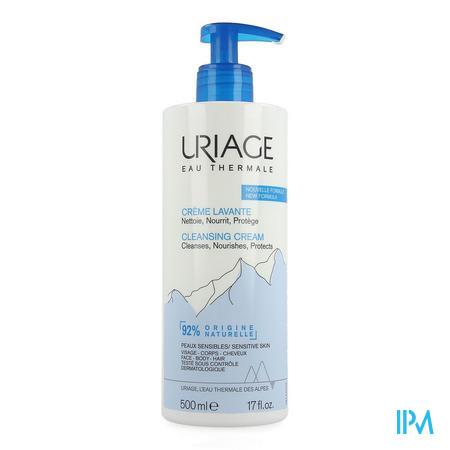 URIAGE
EAU THERMALE
NOUVELLE FORMULE
NEW FORMULA
CRÈME LAVANTE
Nettoie, Nourrit, Protège
CLEANSING CREAM
Cleanses, Nourishes, Protects
92% ORIGINE
NATURELLE
PEAUX SENSIBLES/ SENSITIVE SKIN
VISAGE - CORPS - CHEVEUX
FACE - BODY - HAIR
TESTÉ SOUS CONTRÔLE
DERMATOLOGIQUE
URIAGE, L'EAU THERMALE DES ALPES
500 ml e 17 fl.oz.
IPM